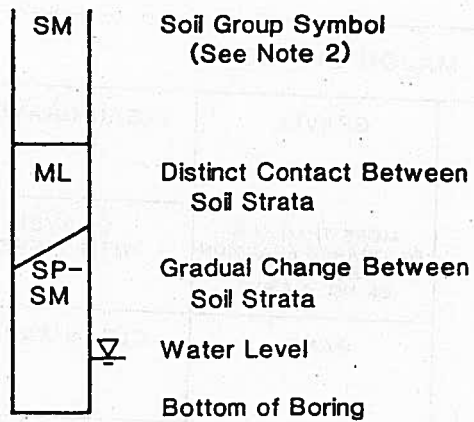 SM Soil Group Symbol
(See Note 2)
ML Distinct Contact Between
Soil Strata
SP-
SM Gradual Change Between
Soil Strata
Water Level
Bottom of Boring